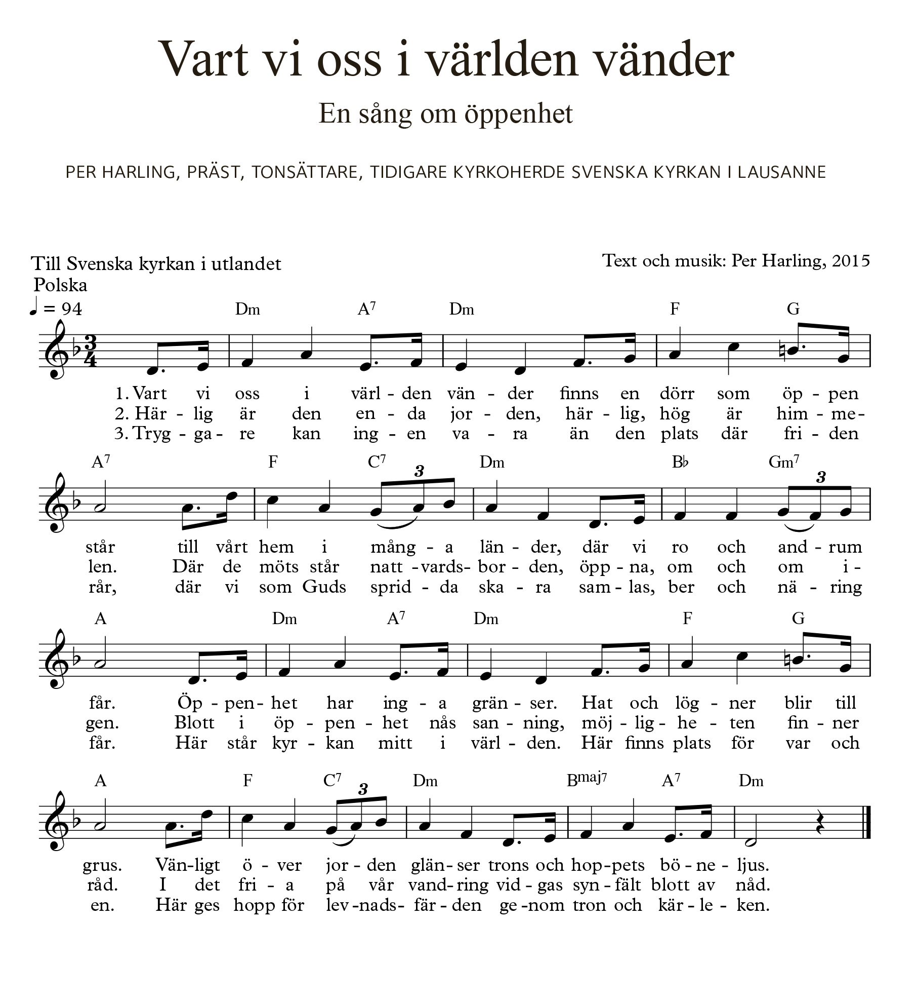 Vart vi oss i världen vänder
En sång om öppenhet
PER HARLING, PRÄST, TONSÄTTARE, TIDIGARE KYRKOHERDE SVENSKA KYRKAN I LAUSANNE
Till Svenska kyrkan i utlandet
Text och musik: Per Harling, 2015
Polska
♩ = 94
Dm A7 Dm F G
3
4
1. Vart vi oss i värl - den vän - der finns en dörr som öp - pen
2. Här - lig är den en - da jor - den, här - lig, hög är him - me -
3. Tryg - ga - re kan ing - en va - ra än den plats där fri - den
A7 F C7 Dm B♭ Gm7
3 3
står till vårt hem i mång - a län - der, där vi ro och and - rum
len. Där de möts står natt - vards - bor - den, öpp - na, om och om i -
rår, där vi som Guds sprid - da ska - ra sam - las, ber och nä - ring
A Dm A7 Dm F G
får. Öp - pen - het har ing - a grän - ser. Hat och lög - ner blir till
gen. Blott i öp - pen - het nås san - ning, möj - lig - he - ten fin - ner
får. Här står kyr - kan mitt i värl - den. Här finns plats för var och
A F C7 Dm Bmaj7 A7 Dm
3
grus. Vän - ligt ö - ver jor - den glän - ser trons och hop - pets bö - ne - ljus.
råd. I det fri - a på vår vand - ring vid - gas syn - fält blott av nåd.
en. Här ges hopp för lev - nads - fär - den ge - nom tron och kär - le - ken.